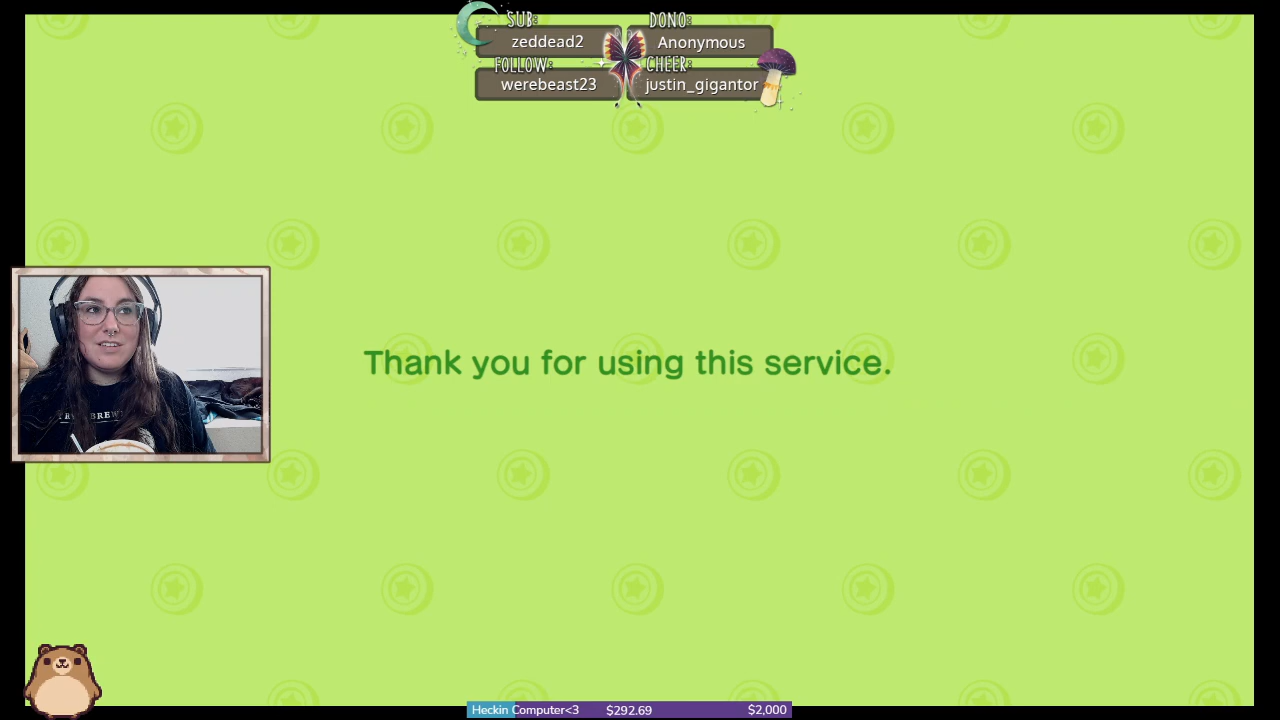 SUB:
zeddead2
DONO:
Anonymous
FOLLOW:
werebeast23
CHEER:
justin_gigantor
Thank you for using this service.
Heckin Computer<3 $292.69 $2,000